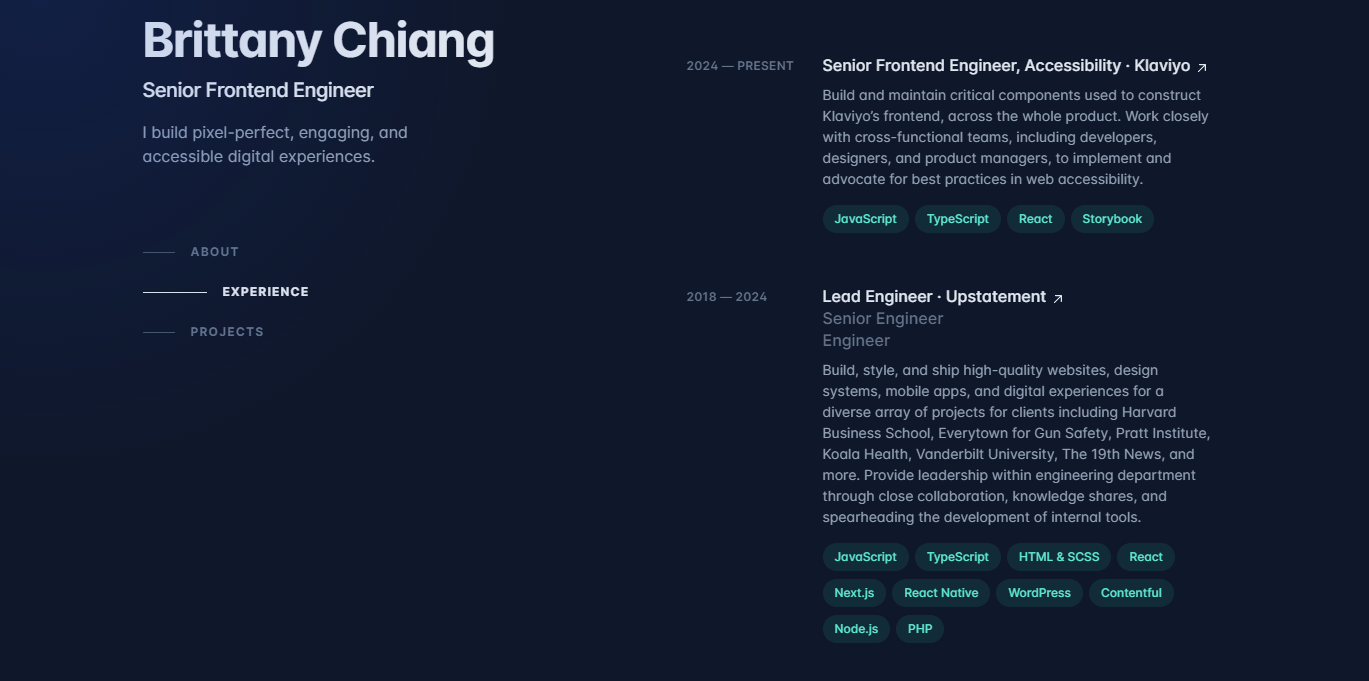 Brittany Chiang
Senior Frontend Engineer
I build pixel-perfect, engaging, and
accessible digital experiences.
ABOUT
EXPERIENCE
PROJECTS
2024 — PRESENT
Senior Frontend Engineer, Accessibility · Klaviyo ↗
Build and maintain critical components used to construct
Klaviyo’s frontend, across the whole product. Work closely
with cross-functional teams, including developers,
designers, and product managers, to implement and
advocate for best practices in web accessibility.
JavaScript TypeScript React Storybook
2018 — 2024
Lead Engineer · Upstatement ↗
Senior Engineer
Engineer
Build, style, and ship high-quality websites, design
systems, mobile apps, and digital experiences for a
diverse array of projects for clients including Harvard
Business School, Everytown for Gun Safety, Pratt Institute,
Koala Health, Vanderbilt University, The 19th News, and
more. Provide leadership within engineering department
through close collaboration, knowledge shares, and
spearheading the development of internal tools.
JavaScript TypeScript HTML & SCSS React
Next.js React Native WordPress Contentful
Node.js PHP